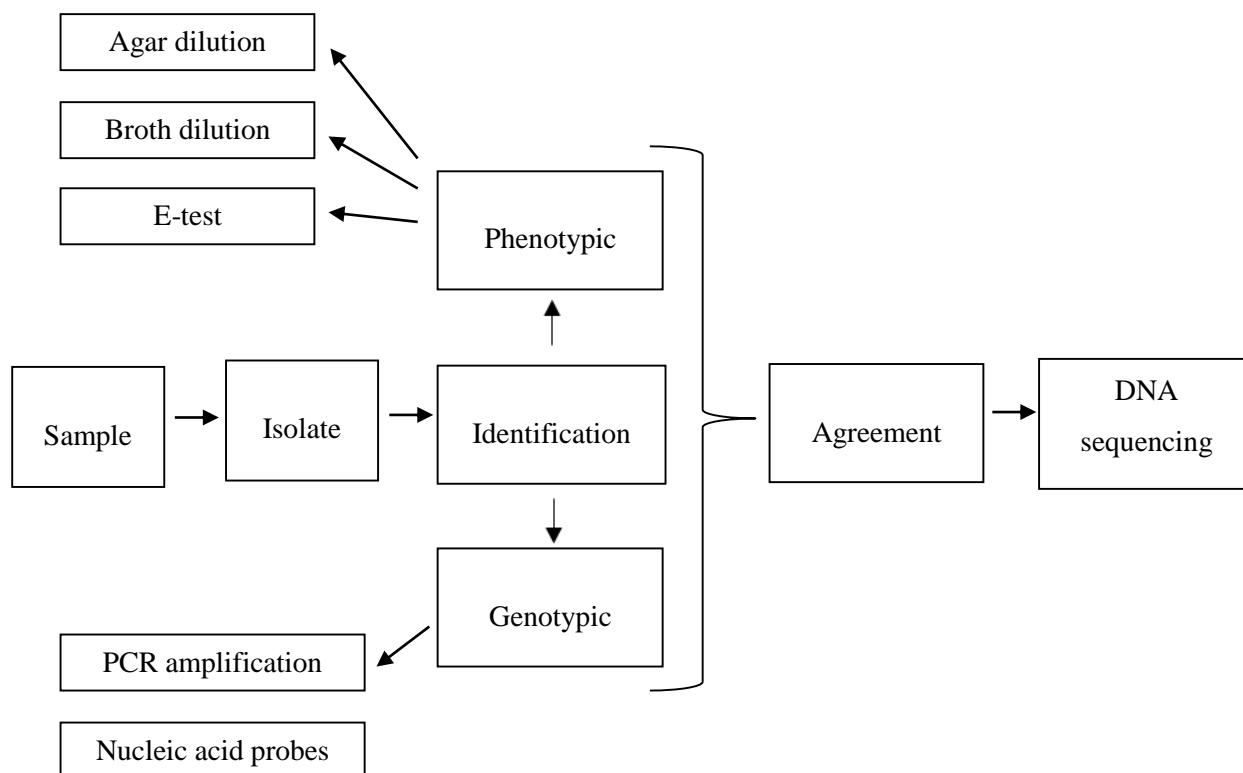 Agar dilution
Broth dilution
E-test
Phenotypic
Sample
Isolate
Identification
Agreement
DNA
sequencing
Genotypic
PCR amplification
Nucleic acid probes